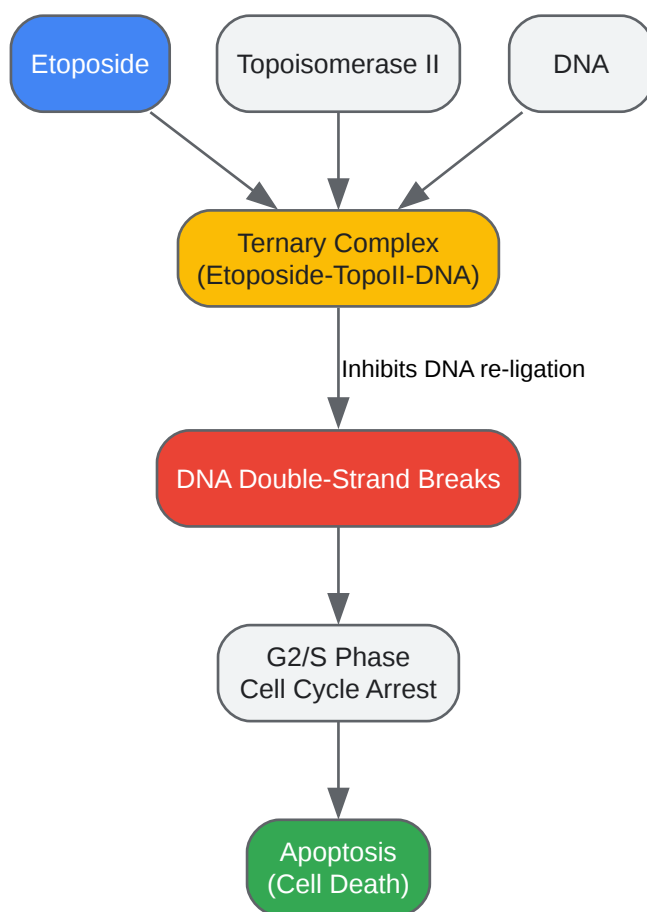 Etoposide
Topoisomerase II
DNA
Ternary Complex
(Etoposide-TopoII-DNA)
Inhibits DNA re-ligation
DNA Double-Strand Breaks
G2/S Phase
Cell Cycle Arrest
Apoptosis
(Cell Death)